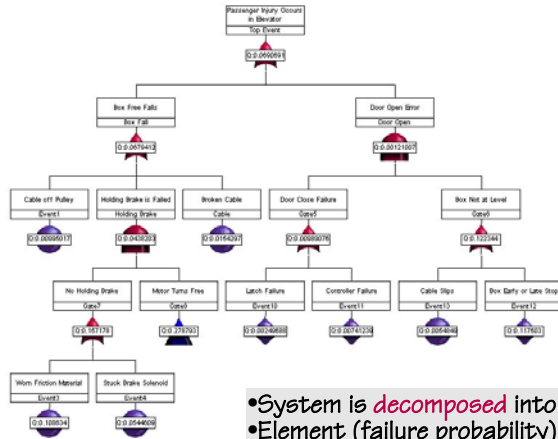 Passenger Injury Occurs
in Elevator
Top Event
Q:0.0690691
Box Free Falls
Box Fall
Q:0.0679412
Door Open Error
Door Open
Q:0.00121007
Cable off Pulley
Event1
Q:0.00995017
Holding Brake is Failed
Holding Brake
Q:0.0438203
Broken Cable
Cable
Q:0.0154297
Door Close Failure
Gate5
Q:0.00989076
Box Not at Level
Gate6
Q:0.122344
No Holding Brake
Gate7
Q:0.157178
Motor Turns Free
Gate8
Q:0.278793
Latch Failure
Event10
Q:0.00249688
Controller Failure
Event11
Q:0.00741239
Cable Slips
Event13
Q:0.0054848
Box Early or Late Stop
Event12
Q:0.117503
Worn Friction Material
Event3
Q:0.108634
Stuck Brake Solenoid
Event4
Q:0.0544609
•System is decomposed into
•Element (failure probability)